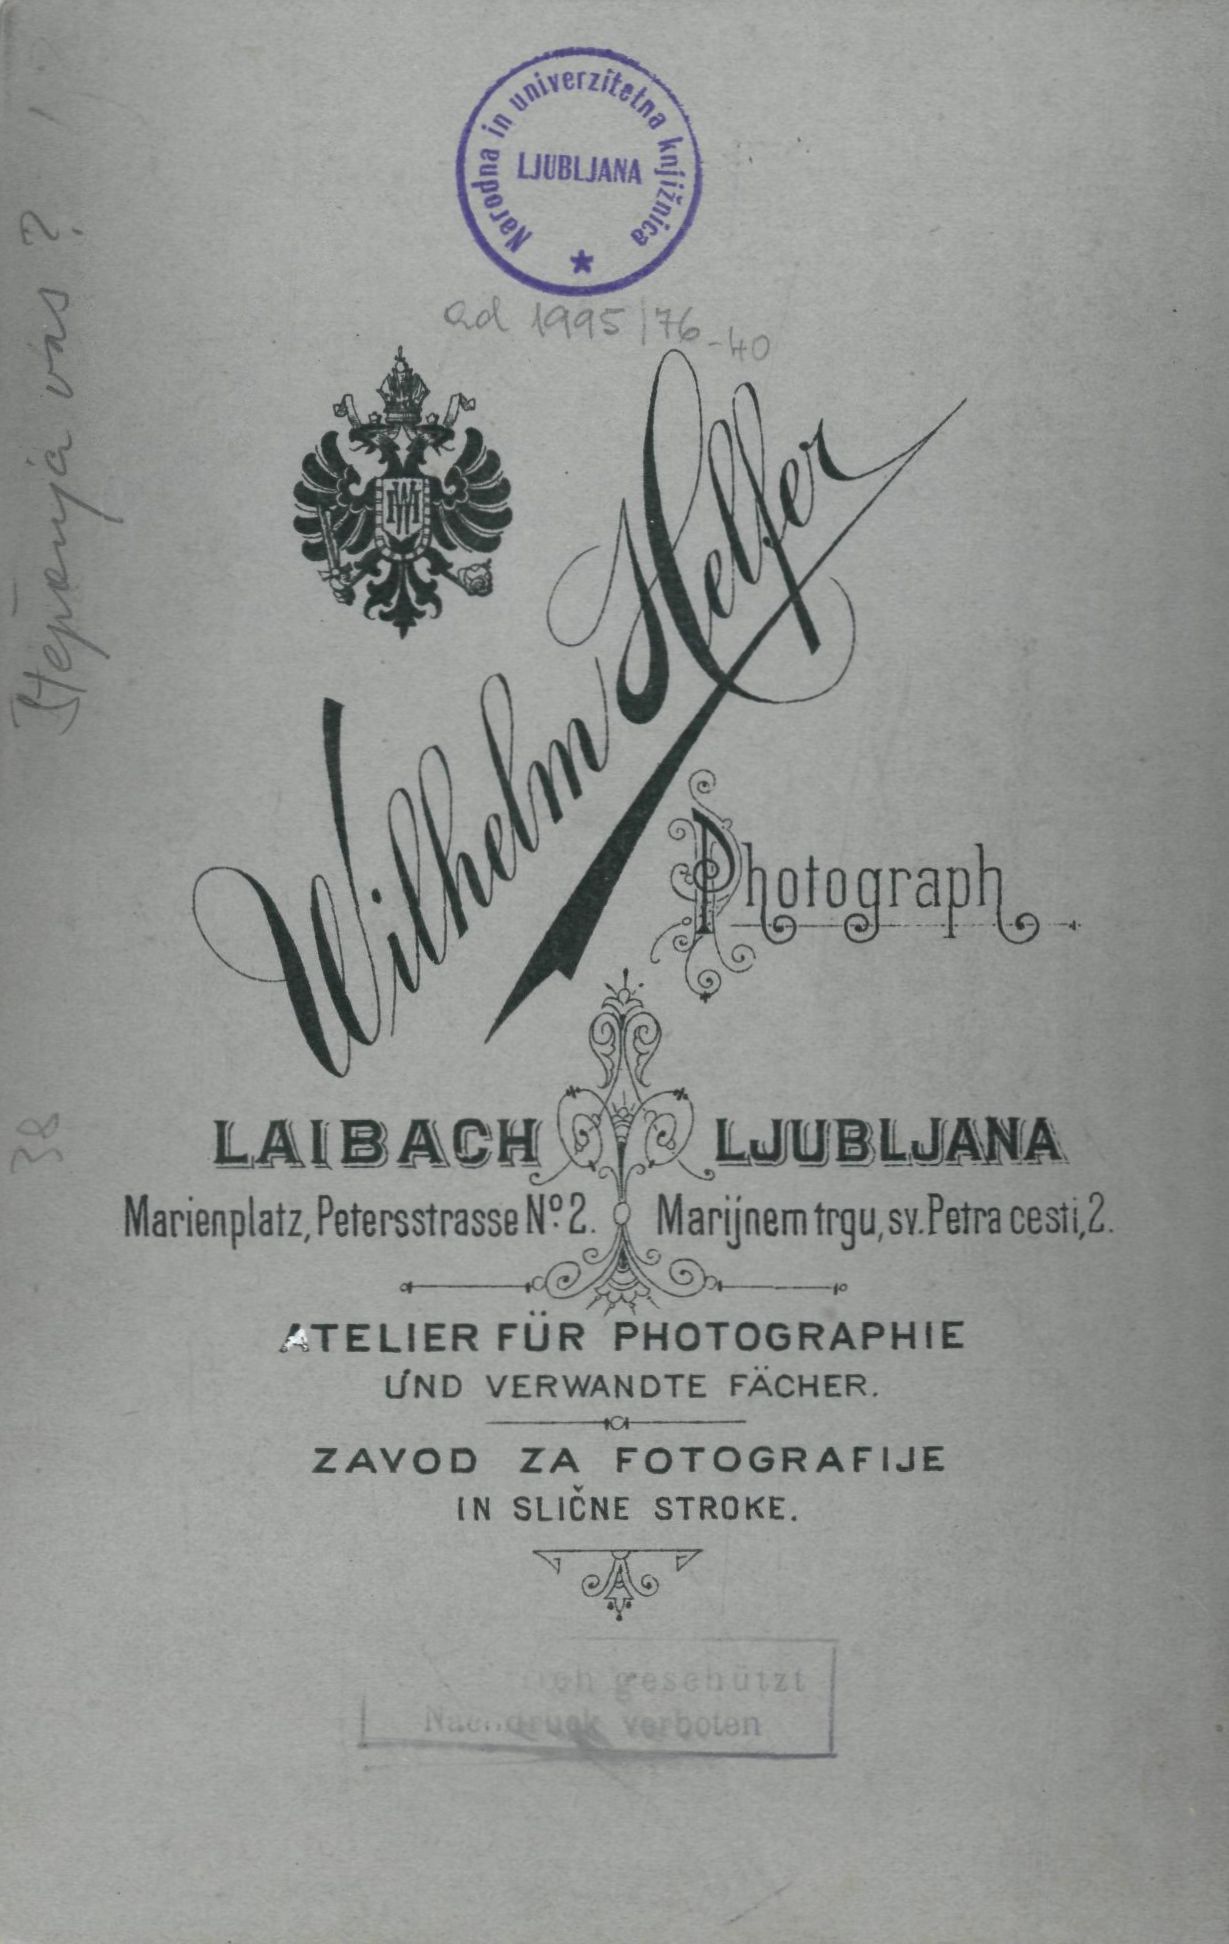 Narodna in univerzitetna knjižnica
LJUBLJANA
ad 1995/76-40
Wilhelm Helfer
Photograph
LAIBACH LJUBLJANA
Marienplatz, Petersstrasse No. 2. Marijnem trgu, sv. Petra cesti, 2.
ATELIER FÜR PHOTOGRAPHIE
UND VERWANDTE FÄCHER.
ZAVOD ZA FOTOGRAFIJE
IN SLIČNE STROKE.
geschützt
Nachdruck verboten
Štepanja vas?
38